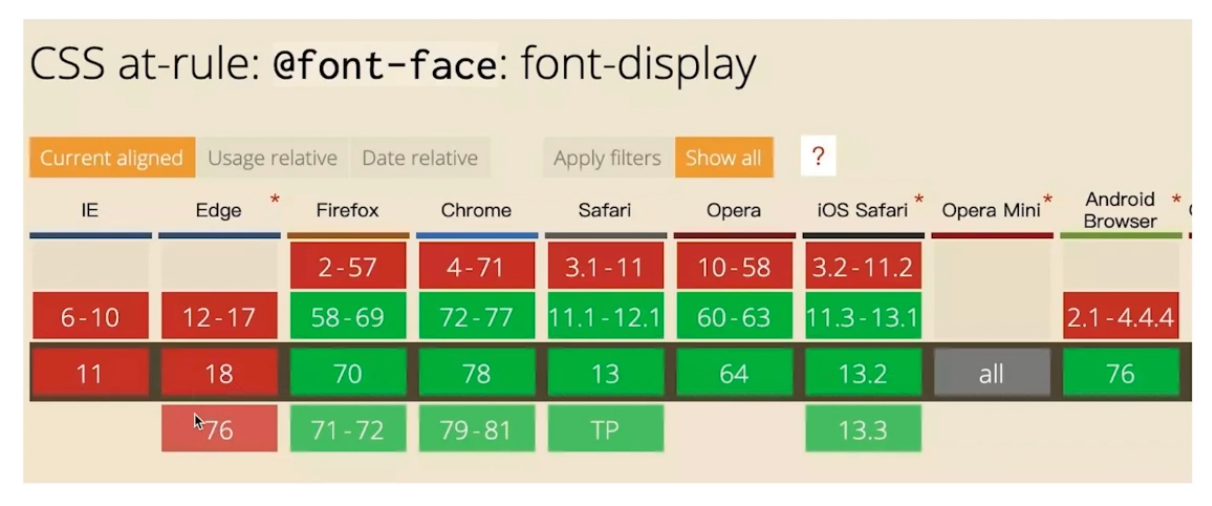 CSS at-rule: @font-face: font-display
Current aligned Usage relative Date relative Apply filters Show all ?
IE Edge * Firefox Chrome Safari Opera iOS Safari * Opera Mini * Android Browser *
2-57 4-71 3.1-11 10-58 3.2-11.2
6-10 12-17 58-69 72-77 11.1-12.1 60-63 11.3-13.1 2.1-4.4.4
11 18 70 78 13 64 13.2 all 76
76 71-72 79-81 TP 13.3